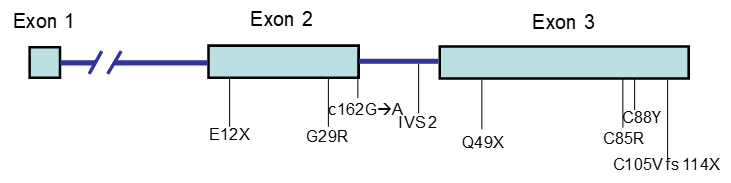 Exon 1
Exon 2
Exon 3
c162G→A
IVS2
C88Y
E12X
G29R
Q49X
C85R
C105Vfs114X